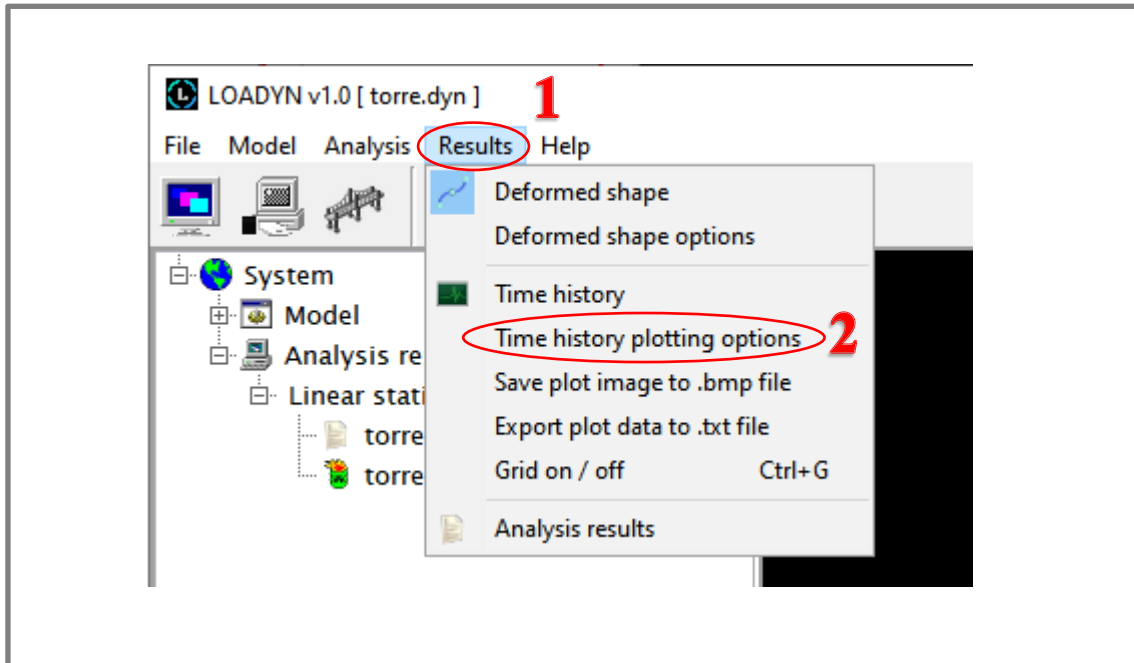 LOADYN v1.0 [ torre.dyn ]
1
File Model Analysis Results Help
Deformed shape
Deformed shape options
System
Time history
Model
Time history plotting options 2
Analysis re
Save plot image to .bmp file
Linear stati
Export plot data to .txt file
torre
Grid on / off Ctrl+G
torre
Analysis results